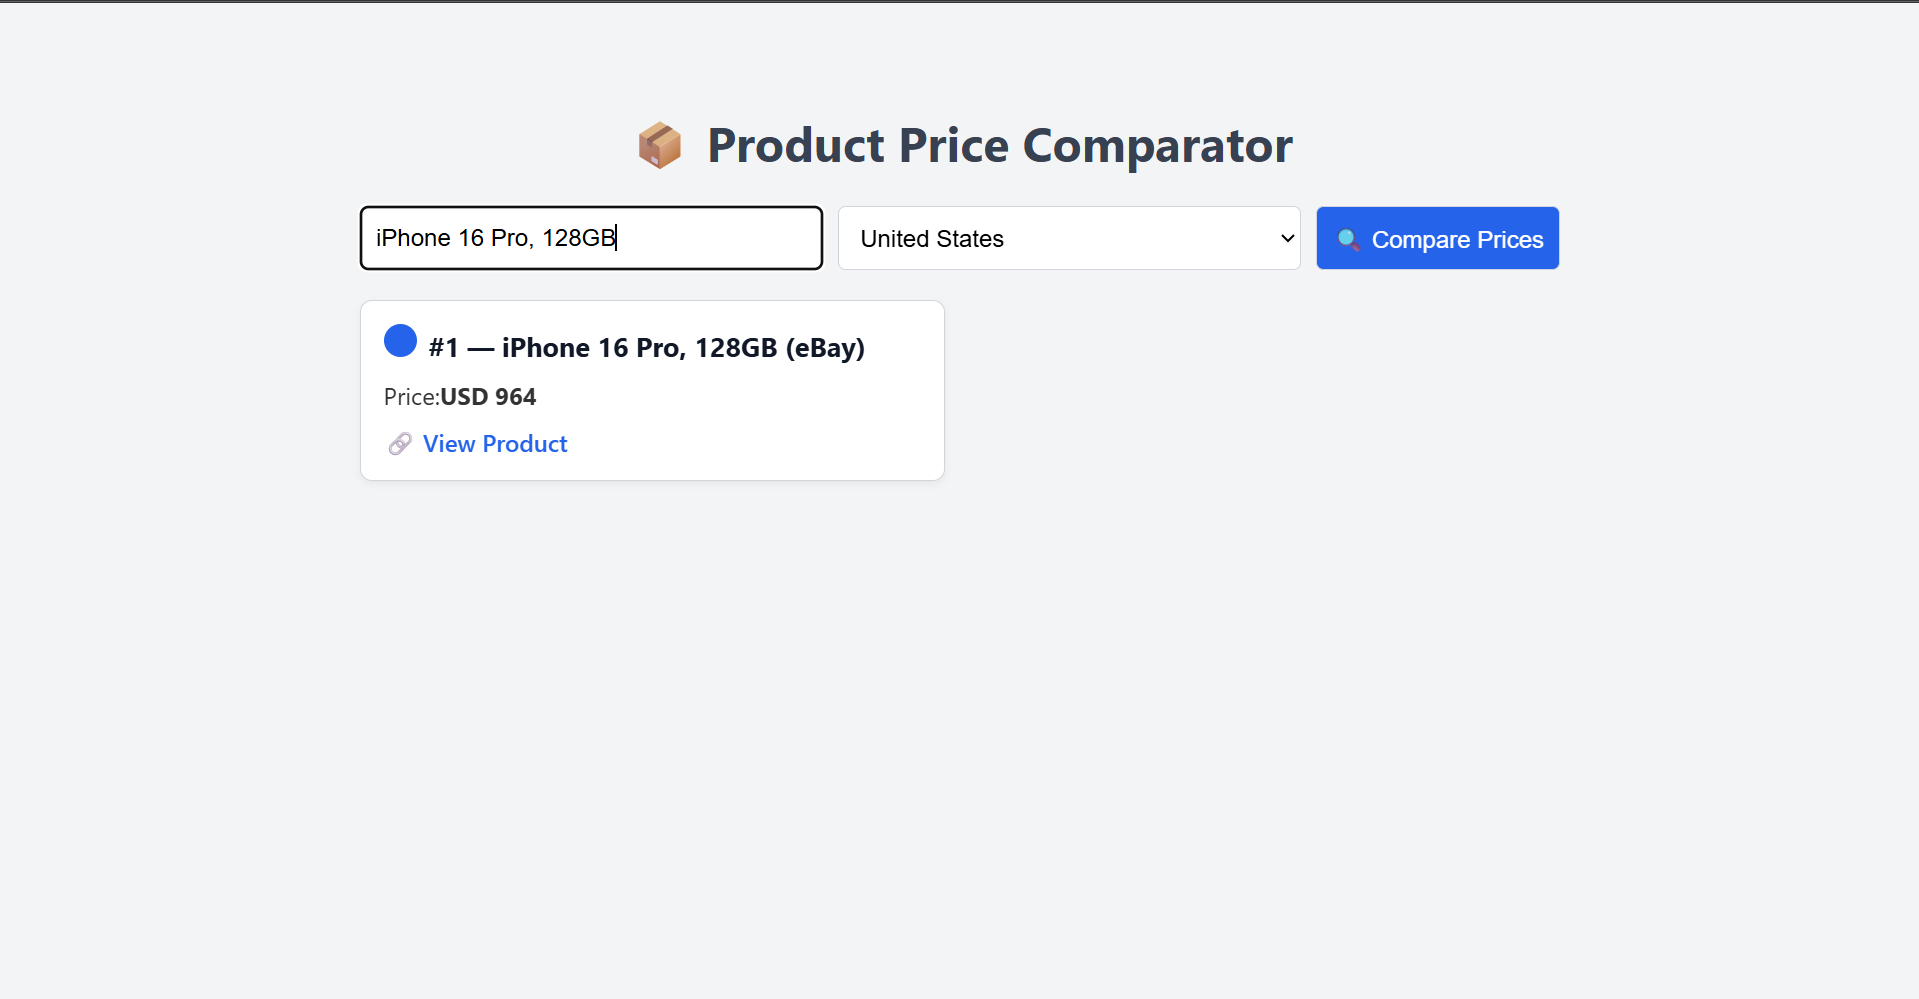 Product Price Comparator
iPhone 16 Pro, 128GB
United States
Compare Prices
#1 — iPhone 16 Pro, 128GB (eBay)
Price:USD 964
View Product